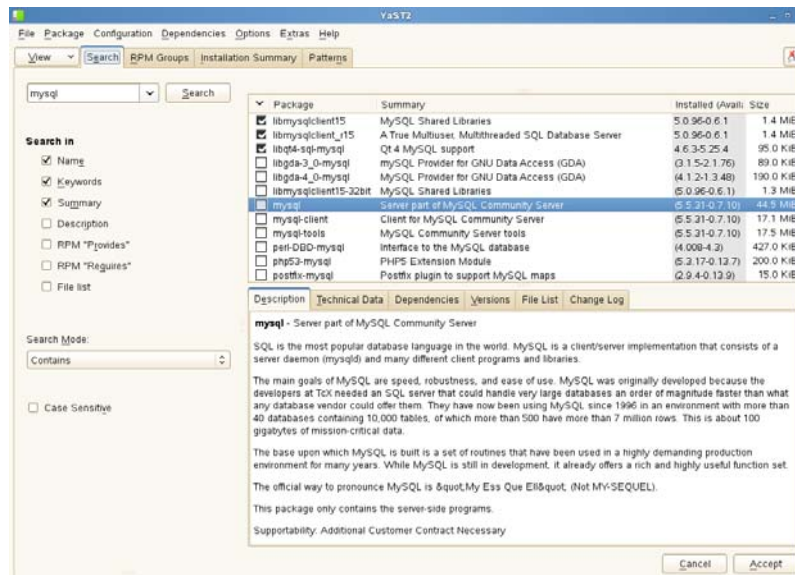 YaST2
File Package Configuration Dependencies Options Extras Help
View Search RPM Groups Installation Summary Patterns
mysql Search
Search in
Name
Keywords
Summary
Description
RPM "Provides"
RPM "Requires"
File list
Search Mode:
Contains
Case Sensitive
Package Summary Installed (Availa Size
libmysqlclient15 MySQL Shared Libraries 5.0.96-0.6.1 1.4 MiB
libmysqlclient_r15 A True Multiuser, Multithreaded SQL Database Server 5.0.96-0.6.1 1.4 MiB
libqt4-sql-mysql Qt 4 MySQL support 4.6.3-5.25.4 95.0 KiB
libgda-3_0-mysql mySQL Provider for GNU Data Access (GDA) (3.1.5-2.1.76) 89.0 KiB
libgda-4_0-mysql mySQL Provider for GNU Data Access (GDA) (4.1.2-1.3.48) 190.0 KiB
libmysqlclient15-32bit MySQL Shared Libraries (5.0.96-0.6.1) 1.3 MiB
mysql Server part of MySQL Community Server (5.5.31-0.7.10) 44.5 MiB
mysql-client Client for MySQL Community Server (5.5.31-0.7.10) 17.1 MiB
mysql-tools MySQL Community Server tools (5.5.31-0.7.10) 17.5 MiB
perl-DBD-mysql Interface to the MySQL database (4.008-4.3) 427.0 KiB
php53-mysql PHP5 Extension Module (5.3.17-0.13.7) 200.0 KiB
postfix-mysql Postfix plugin to support MySQL maps (2.9.4-0.13.9) 15.0 KiB
Description Technical Data Dependencies Versions File List Change Log
mysql - Server part of MySQL Community Server
SQL is the most popular database language in the world. MySQL is a client/server implementation that consists of a
server daemon (mysqld) and many different client programs and libraries.
The main goals of MySQL are speed, robustness, and ease of use. MySQL was originally developed because the
developers at TcX needed an SQL server that could handle very large databases an order of magnitude faster than what
any database vendor could offer them. They have now been using MySQL since 1996 in an environment with more than
40 databases containing 10,000 tables, of which more than 500 have more than 7 million rows. This is about 100
gigabytes of mission-critical data.
The base upon which MySQL is built is a set of routines that have been used in a highly demanding production
environment for many years. While MySQL is still in development, it already offers a rich and highly useful function set.
The official way to pronounce MySQL is &quot;My Ess Que Ell&quot; (Not MY-SEQUEL).
This package only contains the server-side programs.
Supportability: Additional Customer Contract Necessary
Cancel Accept